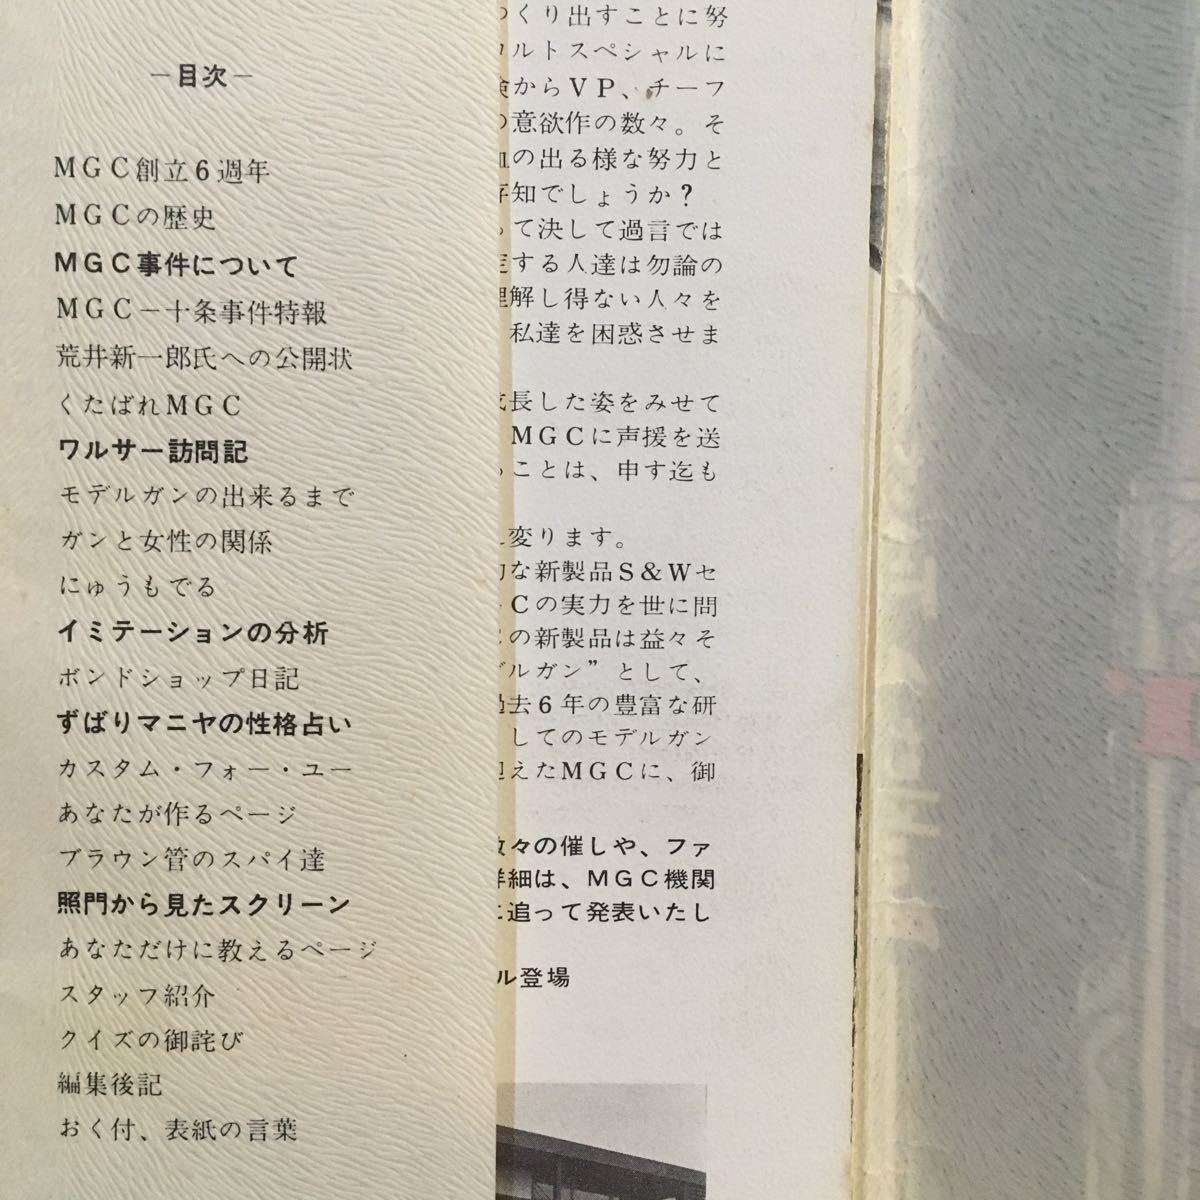 －目次－
MGC創立6週年
MGCの歴史
MGC事件について
MGC－十条事件特報
荒井新一郎氏への公開状
くたばれMGC
ワルサー訪問記
モデルガンの出来るまで
ガンと女性の関係
にゅうもでる
イミテーションの分析
ボンドショップ日記
ずばりマニヤの性格占い
カスタム・フォー・ユー
あなたが作るページ
ブラウン管のスパイ達
照門から見たスクリーン
あなただけに教えるページ
スタッフ紹介
クイズの御詫び
編集後記
おく付、表紙の言葉
くり出すことに努
ルトスペシャルに
からVP、チーフ
意欲作の数々。そ
の出る様な努力と
知でしょうか?
て決して過言では
する人達は勿論の
解し得ない人々を
私達を困惑させま
長した姿をみせて
MGCに声援を送
ことは、申す迄も
変ります。
な新製品S&Wセ
Cの実力を世に問
の新製品は益々そ
ルガン”として、
去6年の豊富な研
してのモデルガン
えたMGCに、御
々の催しや、ファ
細は、MGC機関
追って発表いたし
ル登場